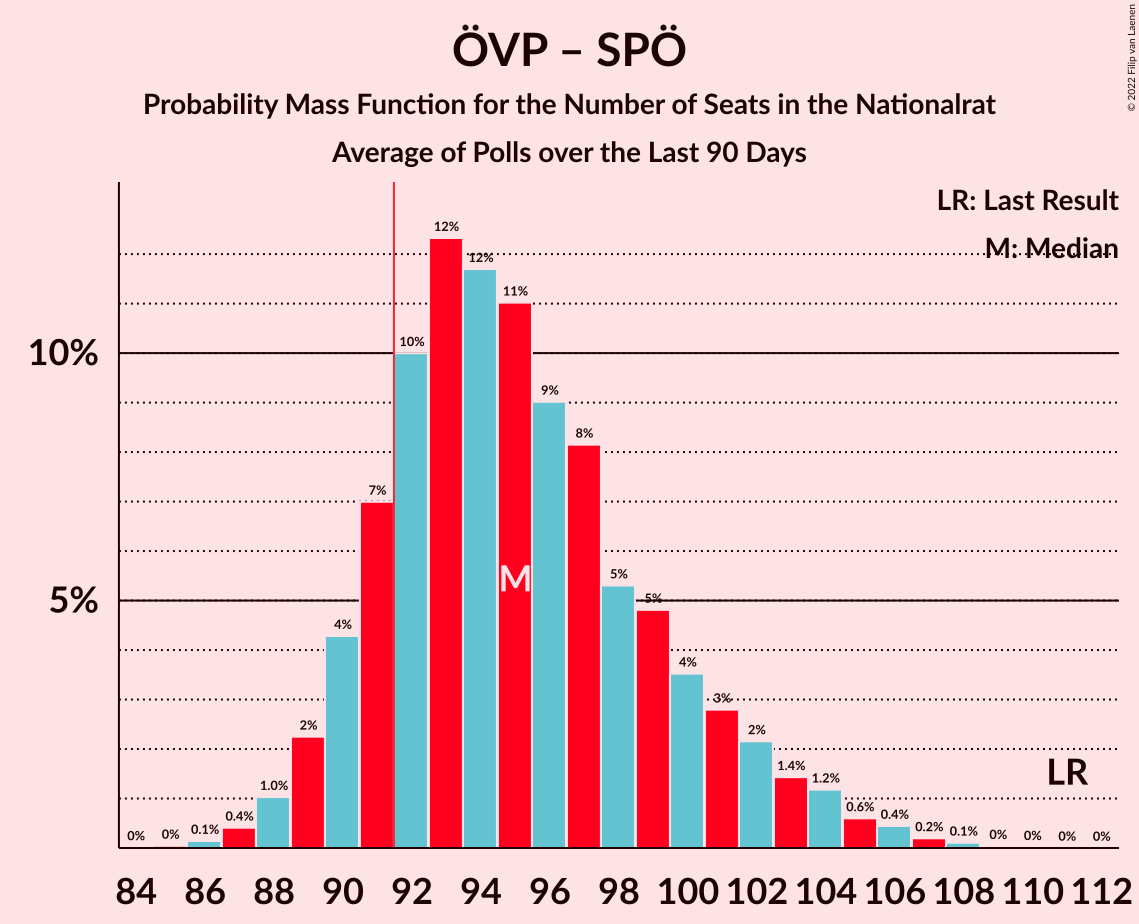 ÖVP – SPÖ
Probability Mass Function for the Number of Seats in the Nationalrat
Average of Polls over the Last 90 Days
© 2022 Filip van Laenen
LR: Last Result
M: Median
10%
5%
0% 0% 0.1% 0.4% 1.0% 2% 4% 7% 10% 12% 12% 11% 9% 8% 5% 5% 4% 3% 2% 1.4% 1.2% 0.6% 0.4% 0.2% 0.1% 0% 0% 0% 0%
M
LR
84 86 88 90 92 94 96 98 100 102 104 106 108 110 112